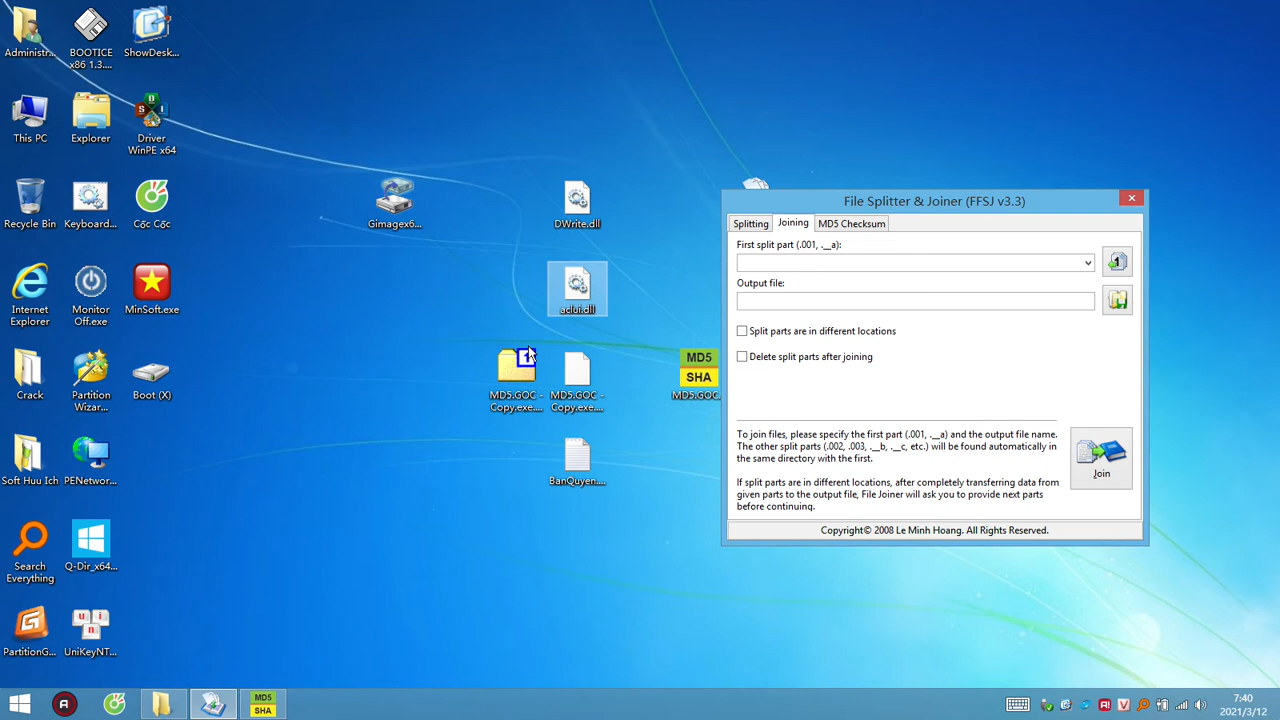 Administr...
BOOTICE
x86 1.3....
ShowDesk...
This PC
Explorer
Driver
WinPE x64
Recycle Bin
Keyboard...
Cốc Cốc
Internet
Explorer
Monitor
Off.exe
MinSoft.exe
Crack
Partition
Wizar...
Boot (X)
Soft Huu Ich
PENetwor...
Search
Everything
Q-Dir_x64...
PartitionG...
UniKeyNT...
Gimagex6...
DWrite.dll
aclui.dll
MD5.GOC -
Copy.exe....
MD5.GOC -
Copy.exe....
MD5
SHA
MD5.GOC.
BanQuyen....
File Splitter & Joiner (FFSJ v3.3)
Splitting
Joining
MD5 Checksum
First split part (.001, .__a):
Output file:
Split parts are in different locations
Delete split parts after joining
To join files, please specify the first part (.001, .__a) and the output file name.
The other split parts (.002, .003, .__b, .__c, etc.) will be found automatically in
the same directory with the first.
If split parts are in different locations, after completely transferring data from
given parts to the output file, File Joiner will ask you to provide next parts
before continuing.
Join
Copyright© 2008 Le Minh Hoang. All Rights Reserved.
MD5
SHA
7:40
2021/3/12